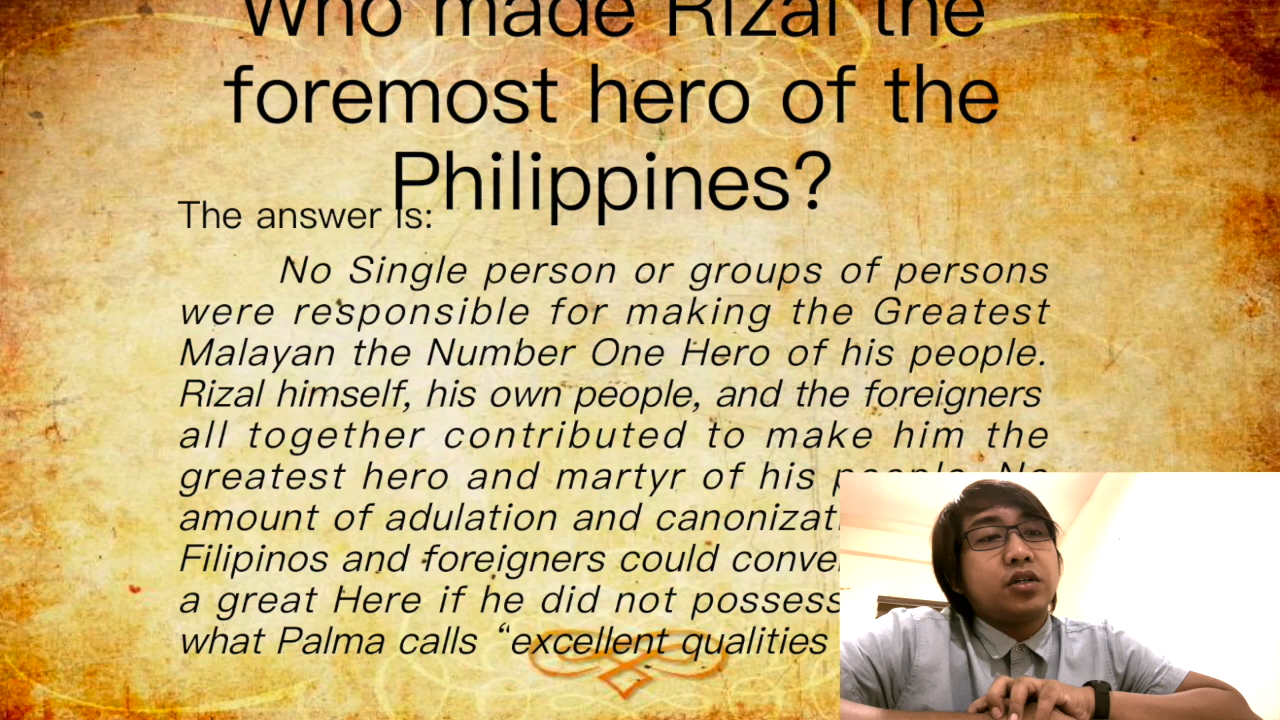 Who made Rizal the
foremost hero of the
Philippines?
The answer is:
No Single person or groups of persons
were responsible for making the Greatest
Malayan the Number One Hero of his people.
Rizal himself, his own people, and the foreigners
all together contributed to make him the
greatest hero and martyr of his people. No
amount of adulation and
Filipinos and foreigners could
a great Here if he did not possess
what Palma calls “excellent qualities